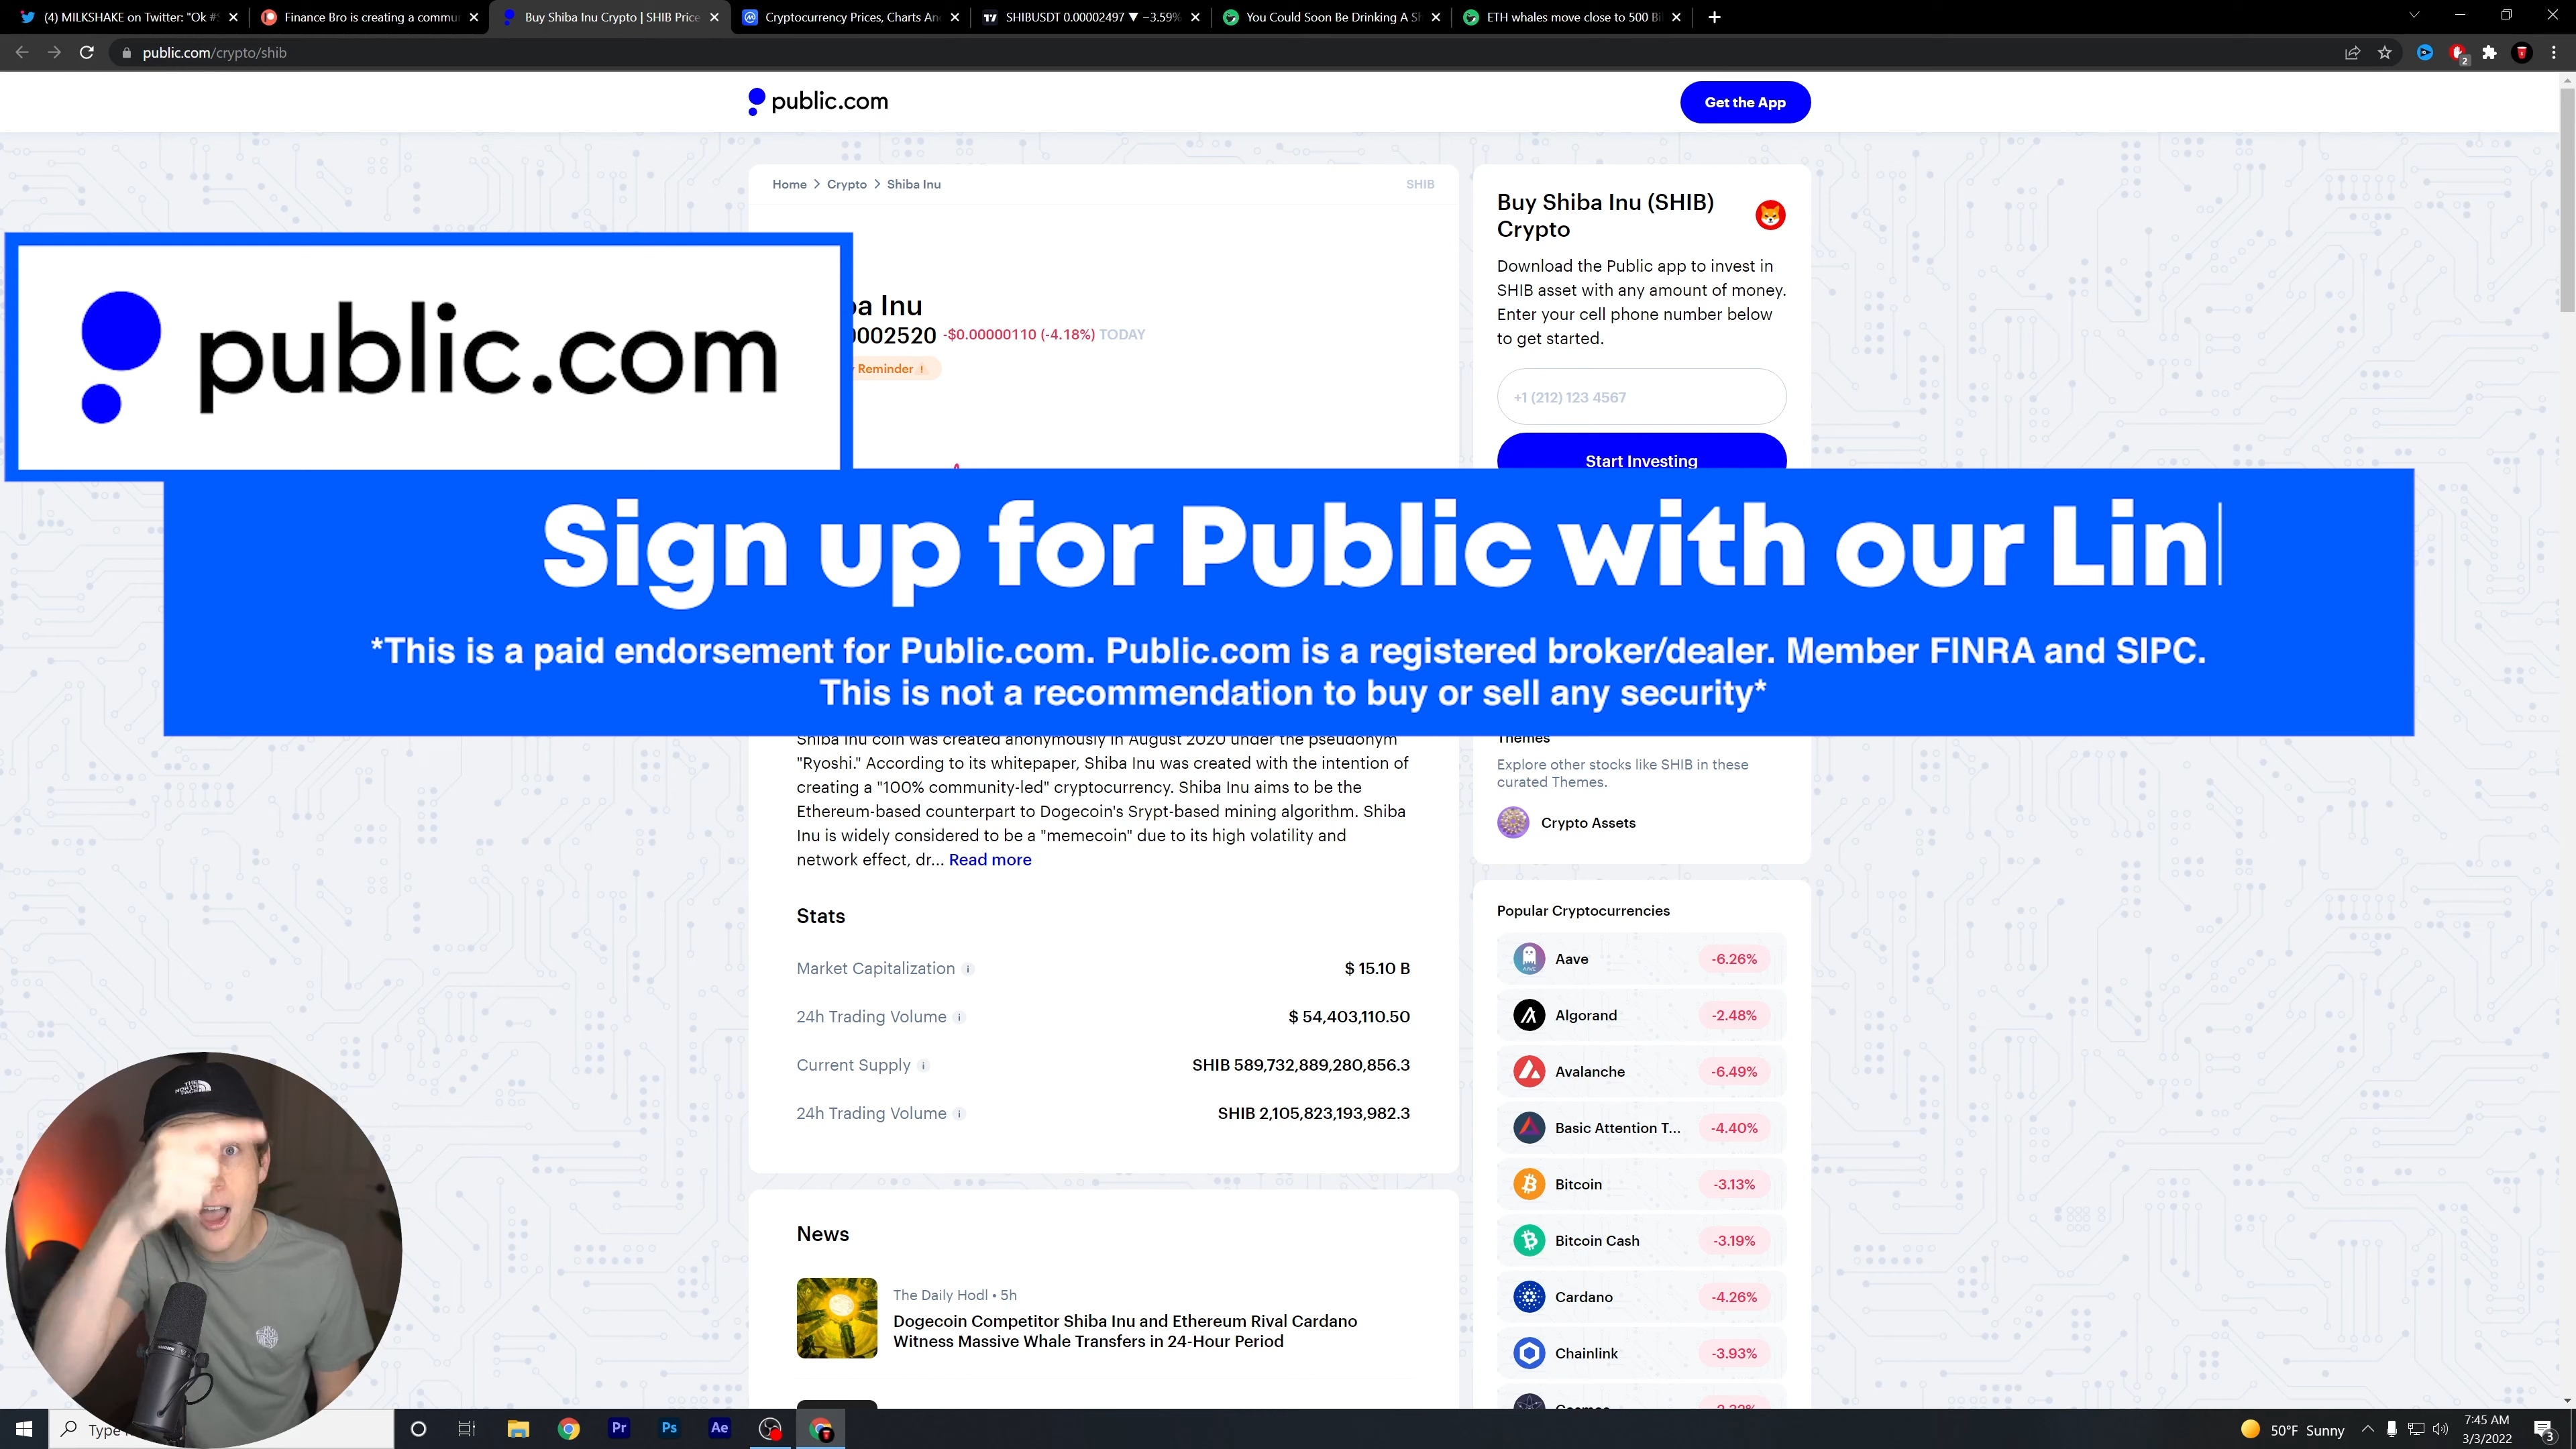 (4) MILKSHAKE on Twitter: "Ok #S
Finance Bro is creating a commun
Buy Shiba Inu Crypto | SHIB Price
Cryptocurrency Prices, Charts An
SHIBUSDT 0.00002497 ▼ −3.59%
You Could Soon Be Drinking A Sh
ETH whales move close to 500 Bi
public.com/crypto/shib
2
public.com
Get the App
Home > Crypto > Shiba Inu
SHIB
Buy Shiba Inu (SHIB)
Crypto
Download the Public app to invest in
SHIB asset with any amount of money.
Enter your cell phone number below
to get started.
+1 (212) 123 4567
Start Investing
public.com
ba Inu
0002520 -$0.00000110 (-4.18%) TODAY
Reminder !
Sign up for Public with our Lin
*This is a paid endorsement for Public.com. Public.com is a registered broker/dealer. Member FINRA and SIPC.
This is not a recommendation to buy or sell any security*
Shiba Inu coin was created anonymously in August 2020 under the pseudonym
"Ryoshi." According to its whitepaper, Shiba Inu was created with the intention of
creating a "100% community-led" cryptocurrency. Shiba Inu aims to be the
Ethereum-based counterpart to Dogecoin's Srypt-based mining algorithm. Shiba
Inu is widely considered to be a "memecoin" due to its high volatility and
network effect, dr... Read more
Themes
Explore other stocks like SHIB in these
curated Themes.
Crypto Assets
Stats
Market Capitalization $ 15.10 B
24h Trading Volume $ 54,403,110.50
Current Supply SHIB 589,732,889,280,856.3
24h Trading Volume SHIB 2,105,823,193,982.3
Popular Cryptocurrencies
Aave -6.26%
Algorand -2.48%
Avalanche -6.49%
Basic Attention T... -4.40%
Bitcoin -3.13%
Bitcoin Cash -3.19%
Cardano -4.26%
Chainlink -3.93%
News
The Daily Hodl • 5h
Dogecoin Competitor Shiba Inu and Ethereum Rival Cardano
Witness Massive Whale Transfers in 24-Hour Period
THE NORTH FACE
Type
Pr
Ps
Ae
50°F Sunny
7:45 AM
3/3/2022
3